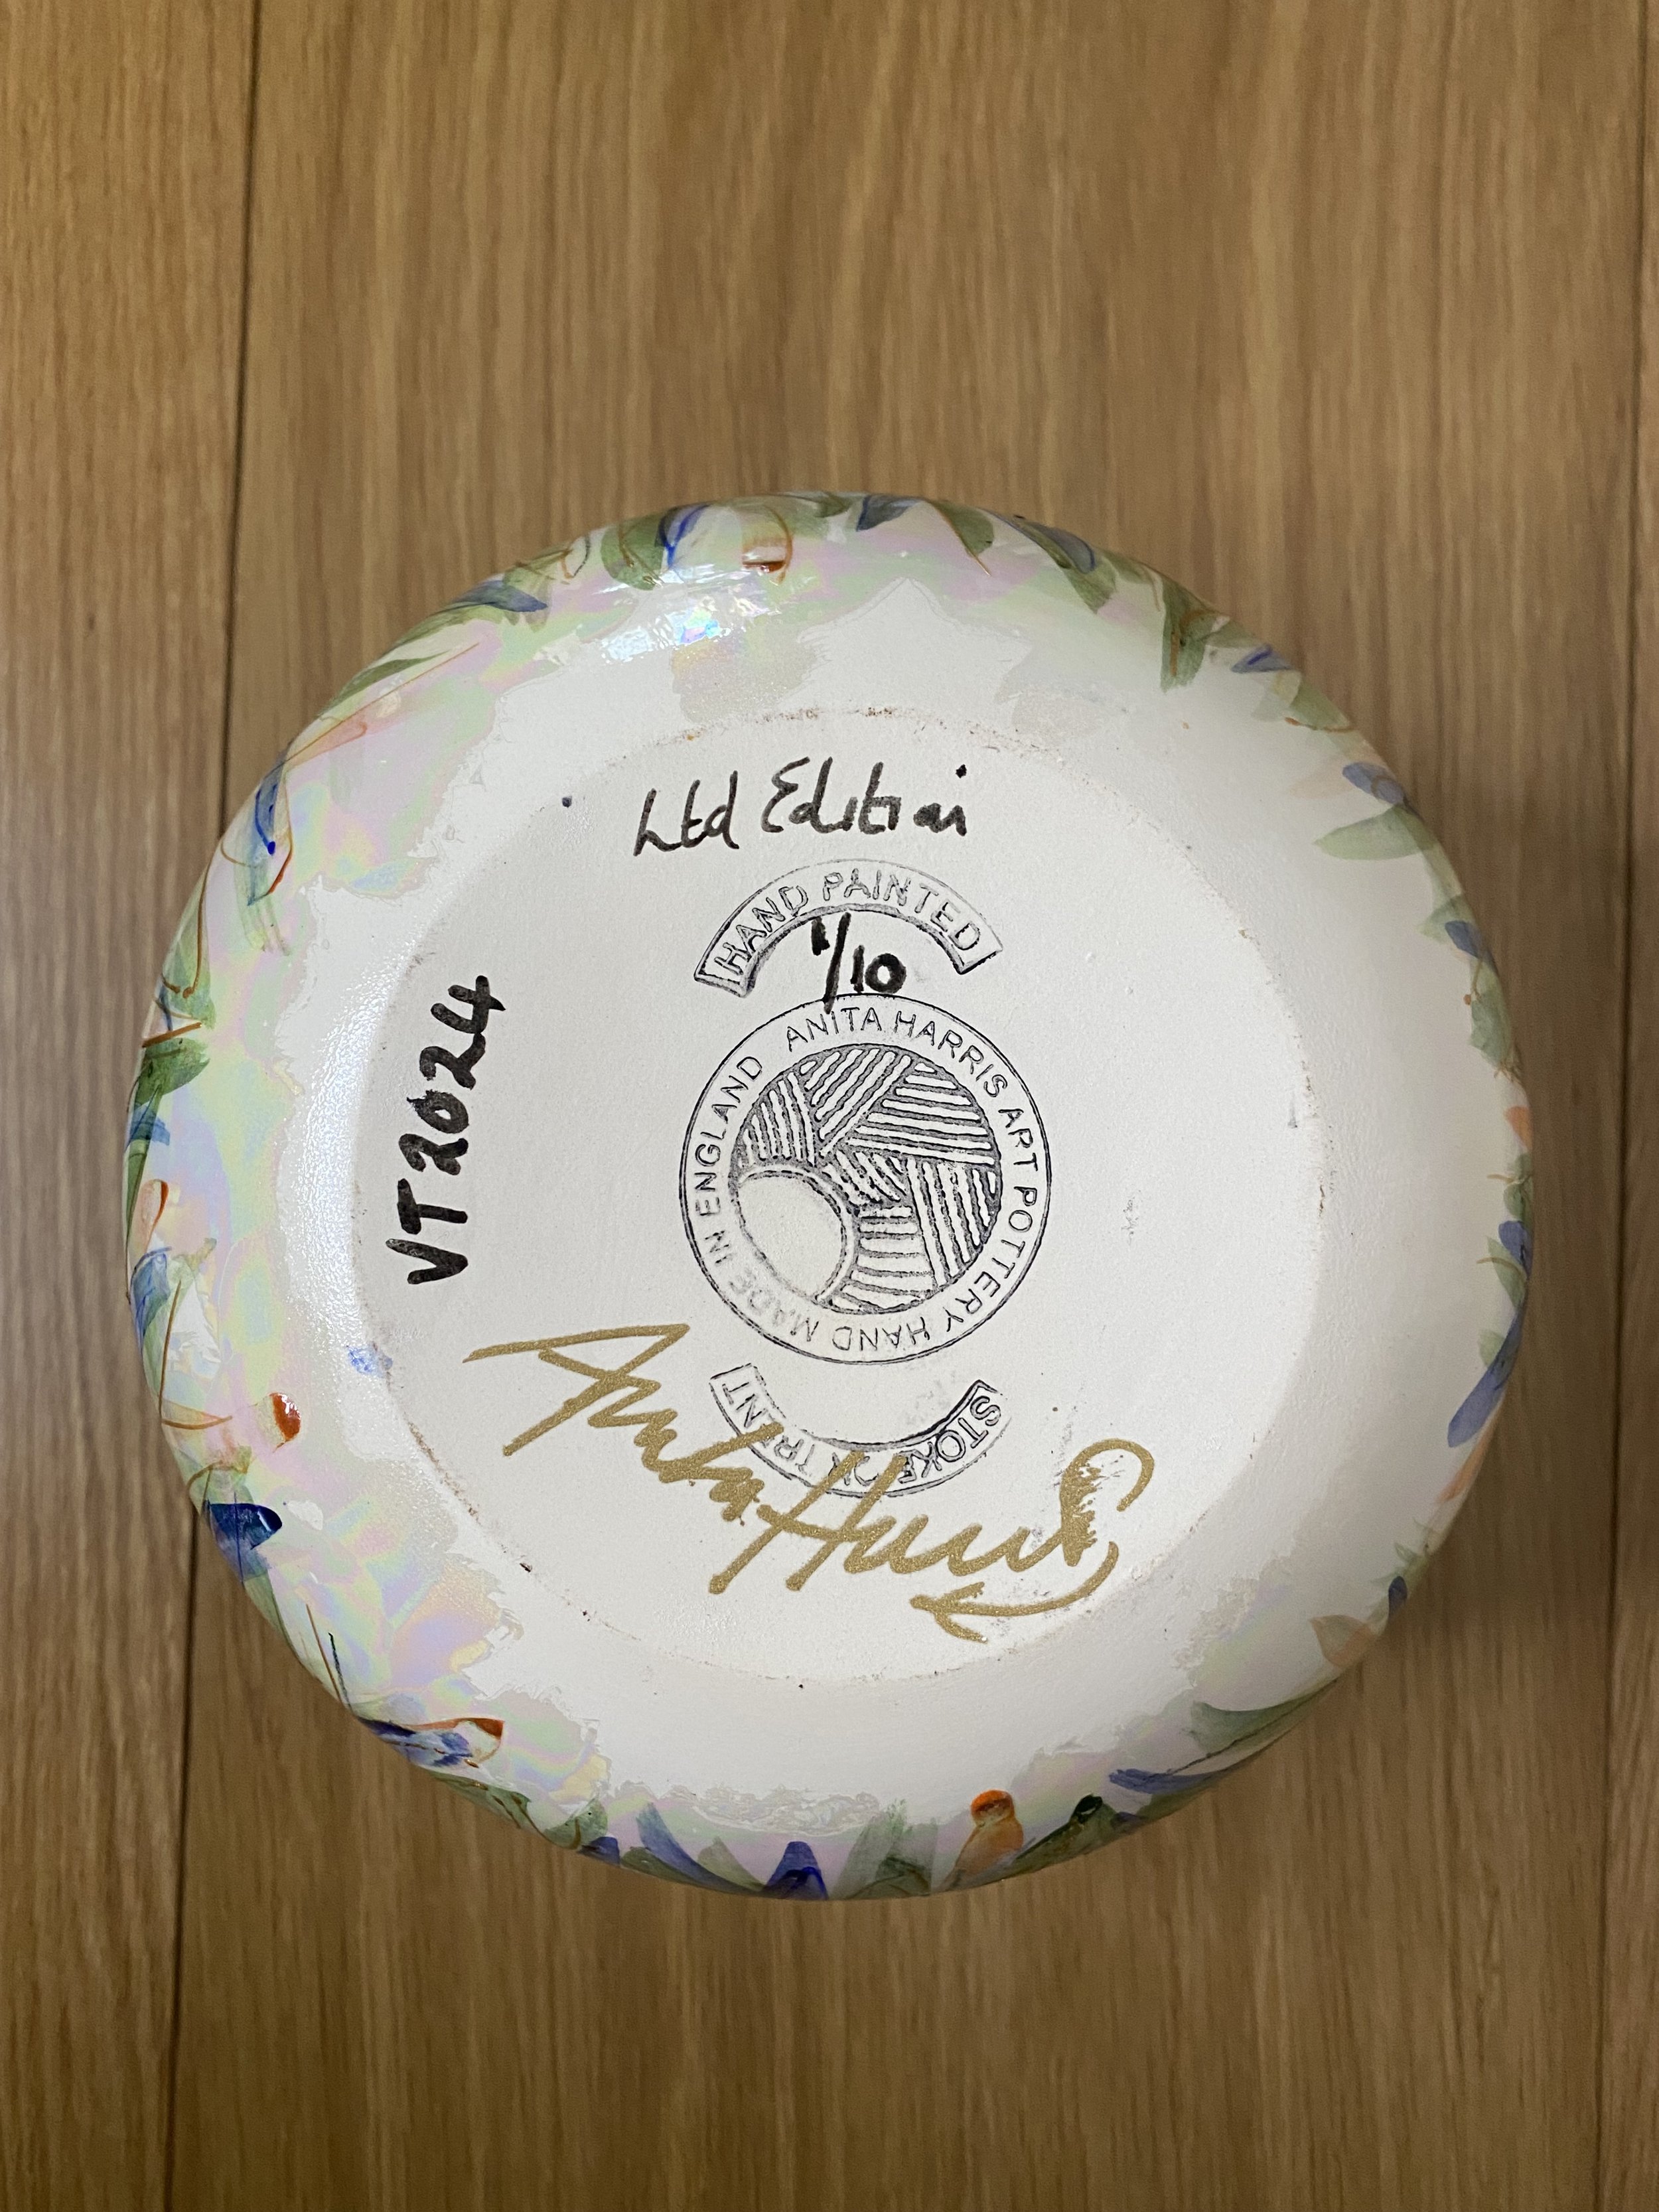 Ltd Edition
HAND PAINTED
1/10
ANITA HARRIS ART POTTERY HAND MADE IN ENGLAND
VT2024
STOKE ON TRENT
Anita Harris